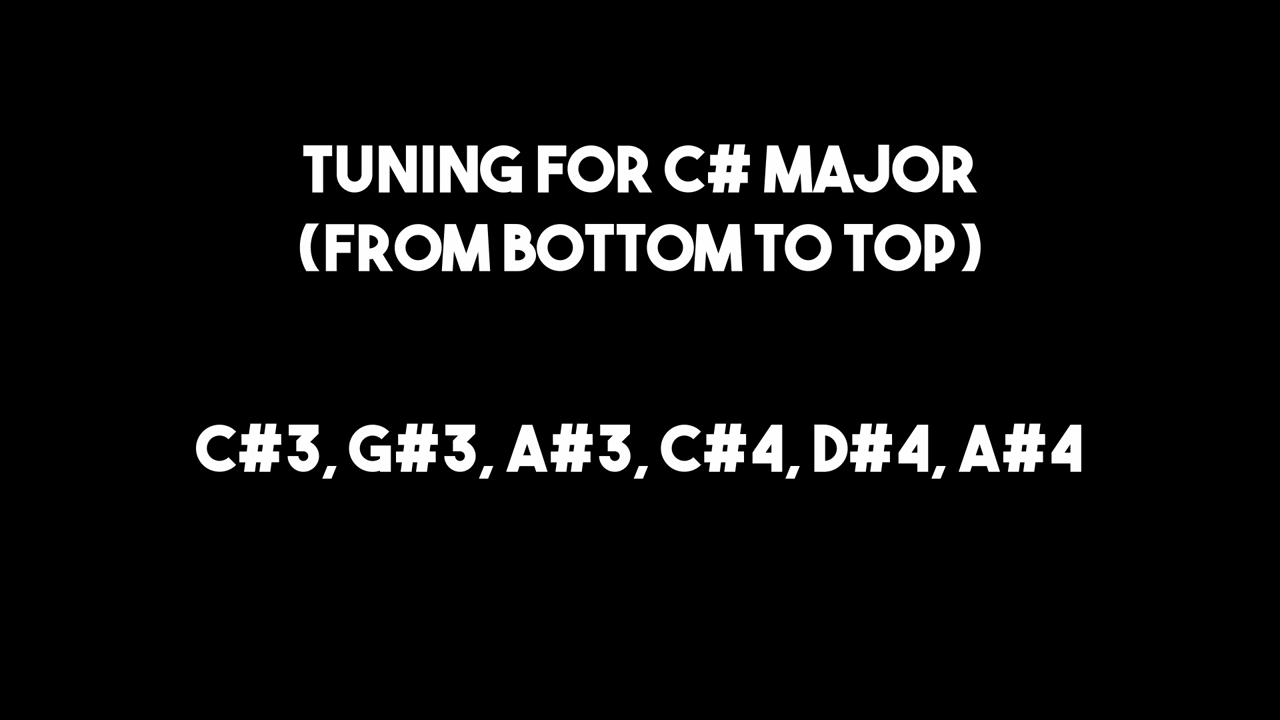 TUNING FOR C# MAJOR
(FROM BOTTOM TO TOP)
C#3, G#3, A#3, C#4, D#4, A#4